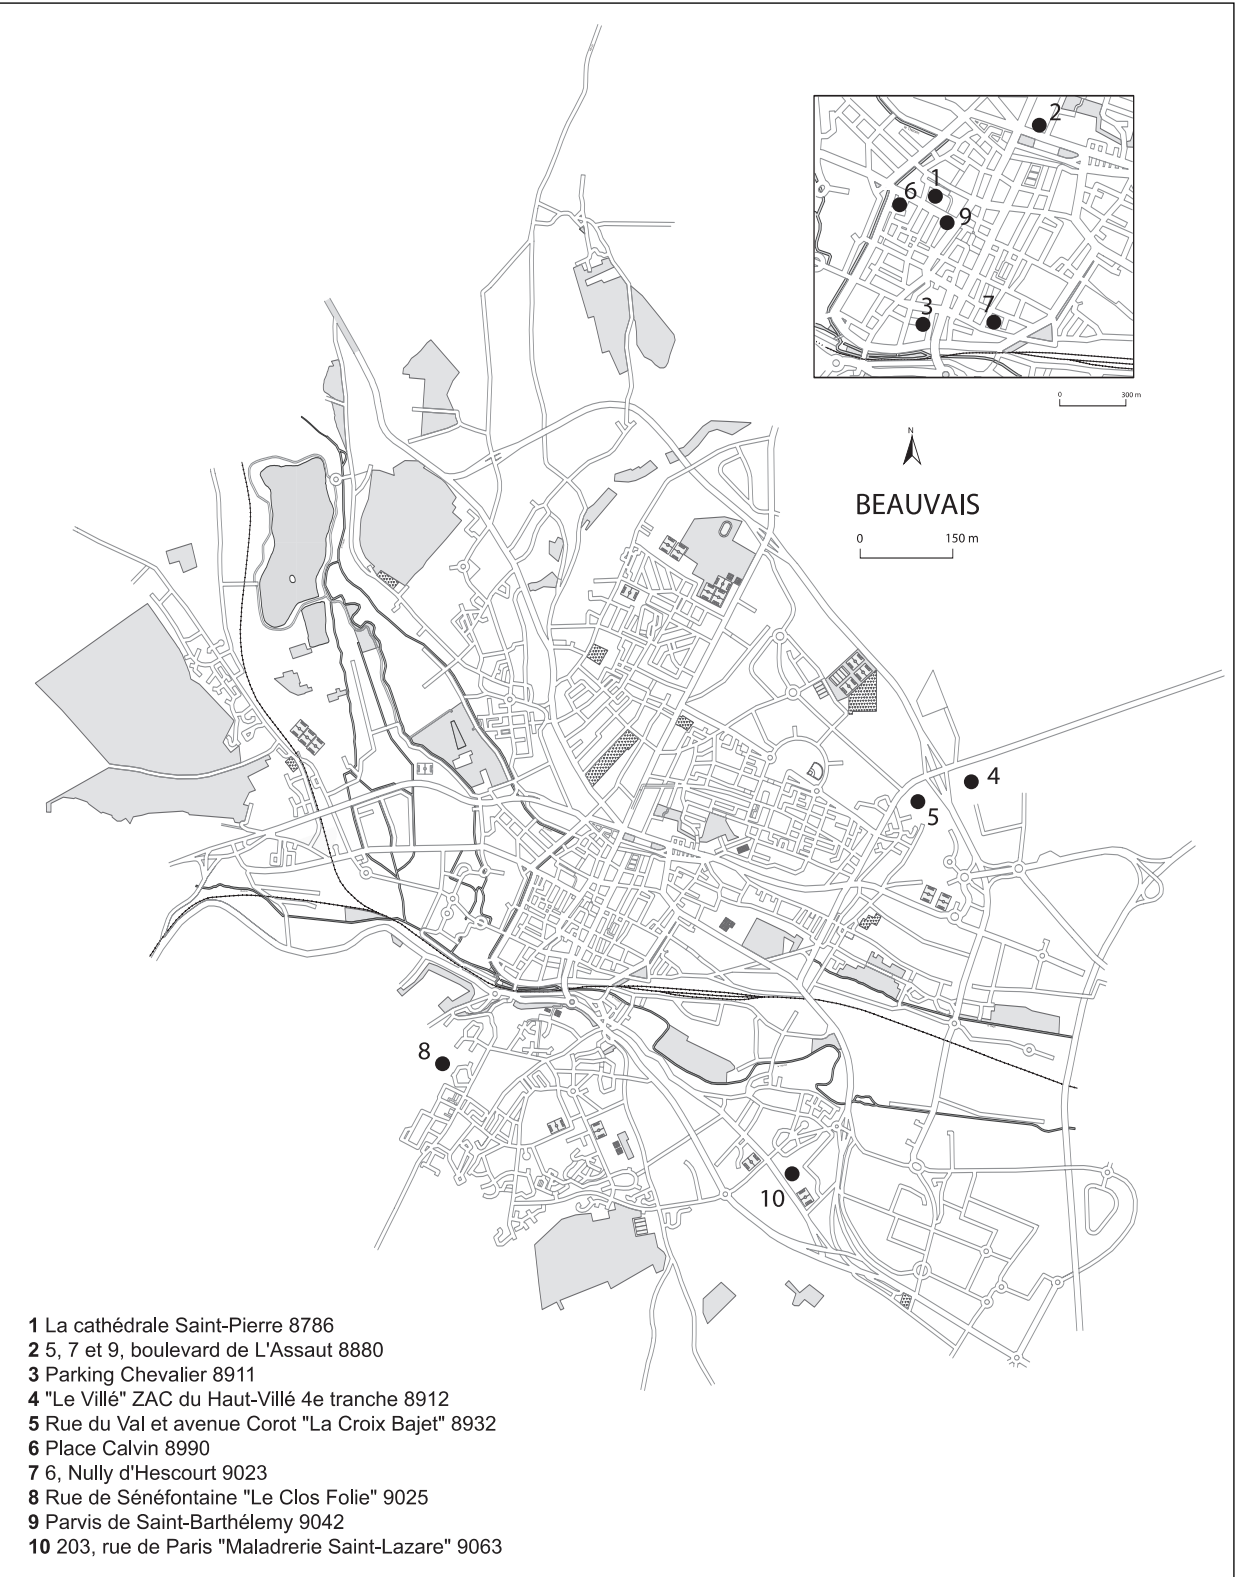 2
1
6
9
3
7
0 300 m
N
BEAUVAIS
0 150 m
4
5
8
10
1 La cathédrale Saint-Pierre 8786
2 5, 7 et 9, boulevard de L'Assaut 8880
3 Parking Chevalier 8911
4 "Le Villé" ZAC du Haut-Villé 4e tranche 8912
5 Rue du Val et avenue Corot "La Croix Bajet" 8932
6 Place Calvin 8990
7 6, Nully d'Hescourt 9023
8 Rue de Sénéfontaine "Le Clos Folie" 9025
9 Parvis de Saint-Barthélemy 9042
10 203, rue de Paris "Maladrerie Saint-Lazare" 9063